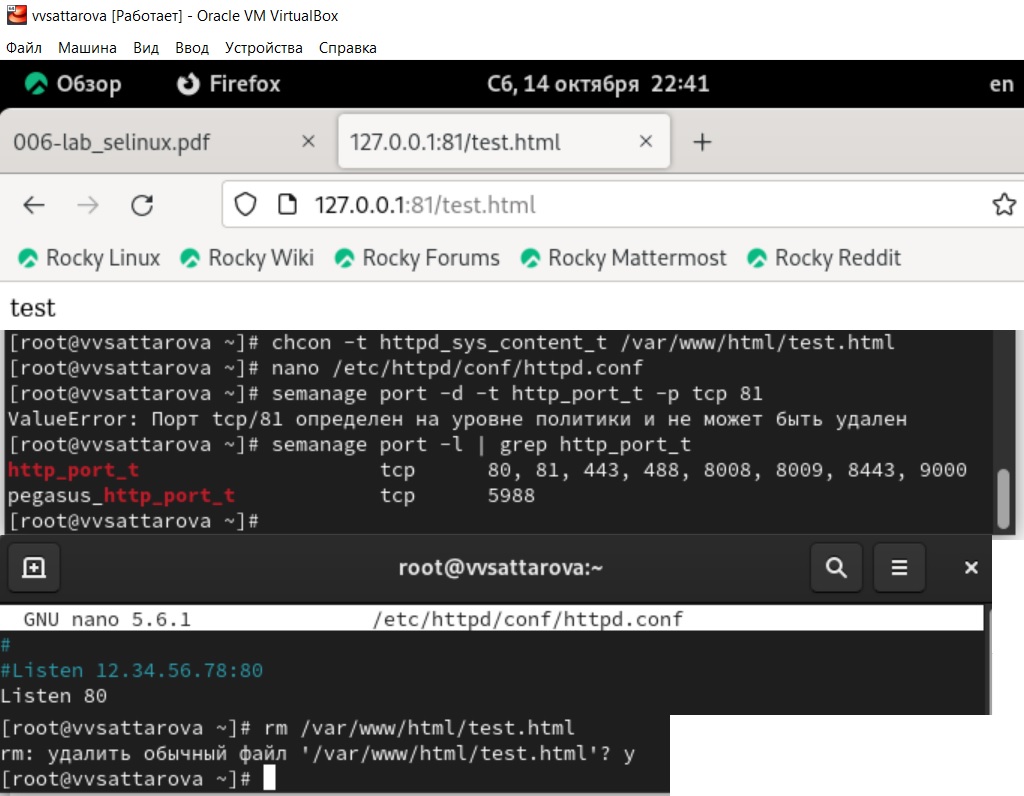 vvsattarova [Работает] - Oracle VM VirtualBox
Файл Машина Вид Ввод Устройства Справка
Обзор Firefox Сб, 14 октября 22:41 en
006-lab_selinux.pdf 127.0.0.1:81/test.html
127.0.0.1:81/test.html
Rocky Linux Rocky Wiki Rocky Forums Rocky Mattermost Rocky Reddit
test
[root@vvsattarova ~]# chcon -t httpd_sys_content_t /var/www/html/test.html
[root@vvsattarova ~]# nano /etc/httpd/conf/httpd.conf
[root@vvsattarova ~]# semanage port -d -t http_port_t -p tcp 81
ValueError: Порт tcp/81 определен на уровне политики и не может быть удален
[root@vvsattarova ~]# semanage port -l | grep http_port_t
http_port_t tcp 80, 81, 443, 488, 8008, 8009, 8443, 9000
pegasus_http_port_t tcp 5988
[root@vvsattarova ~]#
root@vvsattarova:~
GNU nano 5.6.1 /etc/httpd/conf/httpd.conf
#
#Listen 12.34.56.78:80
Listen 80
[root@vvsattarova ~]# rm /var/www/html/test.html
rm: удалить обычный файл '/var/www/html/test.html'? y
[root@vvsattarova ~]#